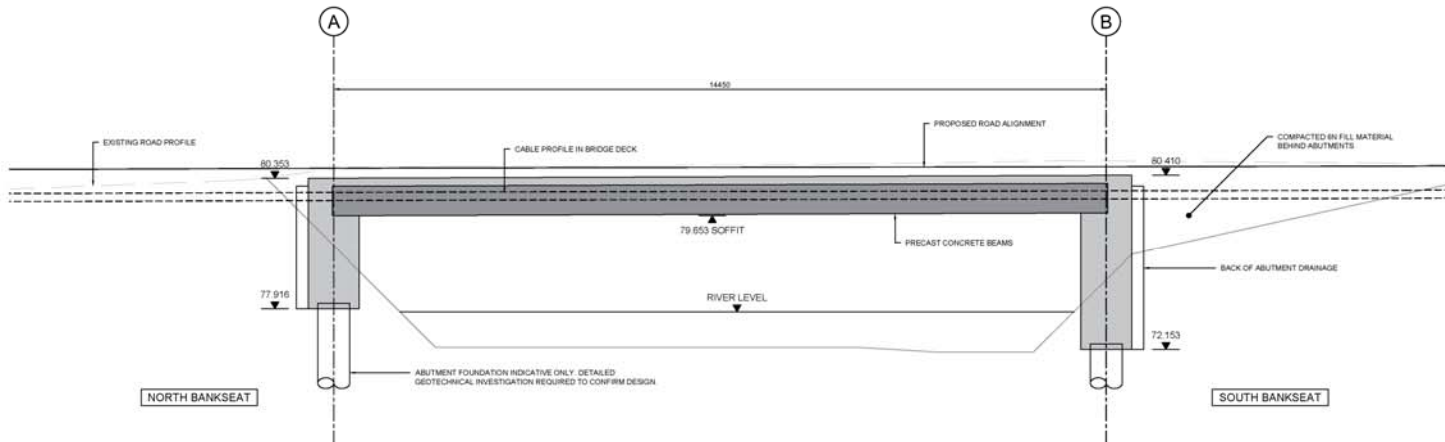 A
B
14450
EXISTING ROAD PROFILE
CABLE PROFILE IN BRIDGE DECK
PROPOSED ROAD ALIGNMENT
COMPACTED 6N FILL MATERIAL
BEHIND ABUTMENTS
80.353
80.410
79.653 SOFFIT
PRECAST CONCRETE BEAMS
BACK OF ABUTMENT DRAINAGE
77.916
RIVER LEVEL
72.153
ABUTMENT FOUNDATION INDICATIVE ONLY. DETAILED
GEOTECHNICAL INVESTIGATION REQUIRED TO CONFIRM DESIGN.
NORTH BANKSEAT
SOUTH BANKSEAT